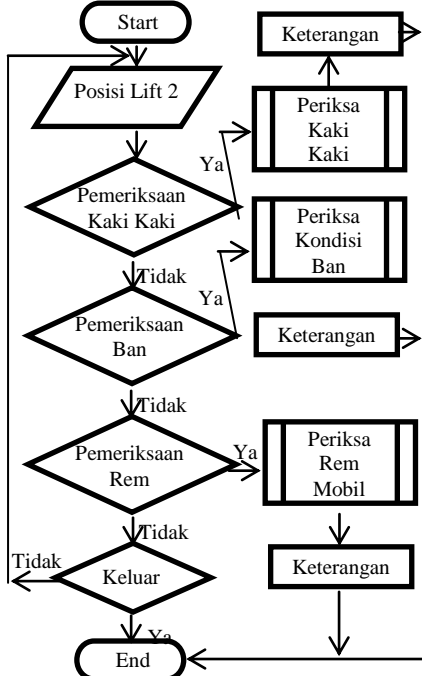 Start
Keterangan
Posisi Lift 2
Periksa
Kaki
Kaki
Ya
Pemeriksaan
Kaki Kaki
Periksa
Kondisi
Ban
Tidak
Ya
Pemeriksaan
Ban
Keterangan
Tidak
Pemeriksaan
Rem
Ya
Periksa
Rem
Mobil
Tidak
Tidak
Keluar
Keterangan
Ya
End